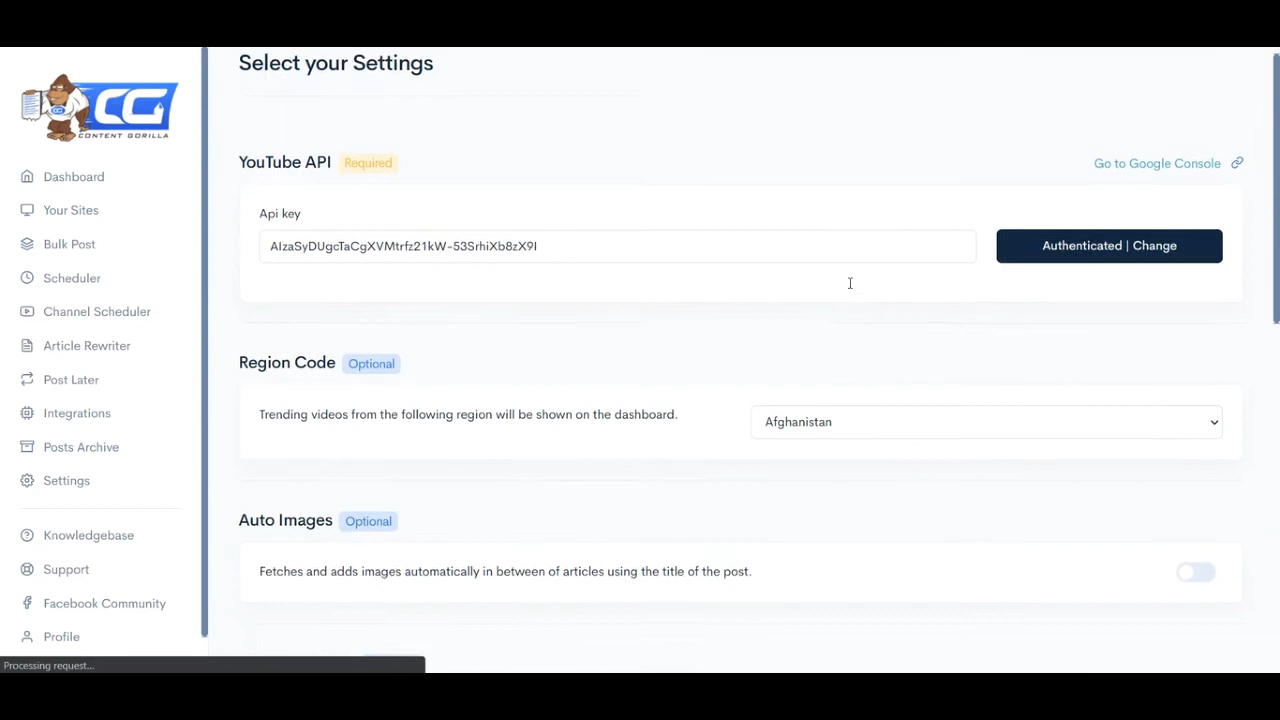 Select your Settings
CG
CONTENT GORILLA
Dashboard
Your Sites
Bulk Post
Scheduler
Channel Scheduler
Article Rewriter
Post Later
Integrations
Posts Archive
Settings
Knowledgebase
Support
Facebook Community
Profile
YouTube API Required
Go to Google Console
Api key
AIzaSyDUgcTaCgXVMtrfz21kW-53SrhiXb8zX9I
Authenticated | Change
Region Code Optional
Trending videos from the following region will be shown on the dashboard.
Afghanistan
Auto Images Optional
Fetches and adds images automatically in between of articles using the title of the post.
Processing request...